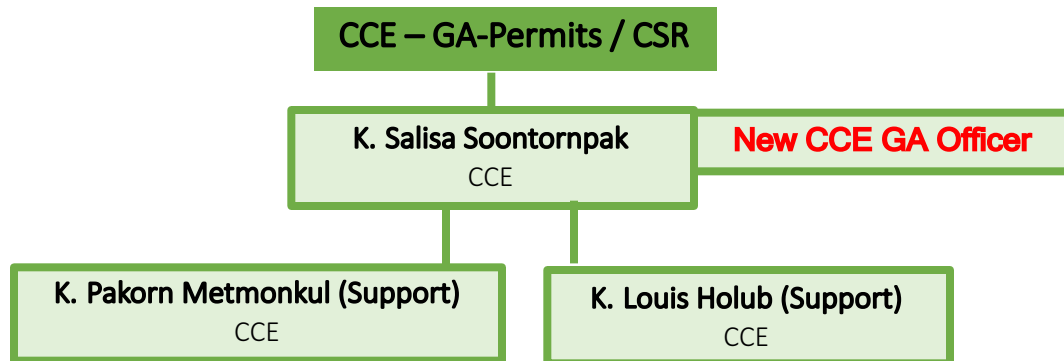 CCE – GA-Permits / CSR
K. Salisa Soontornpak
CCE
New CCE GA Officer
K. Pakorn Metmonkul (Support)
CCE
K. Louis Holub (Support)
CCE